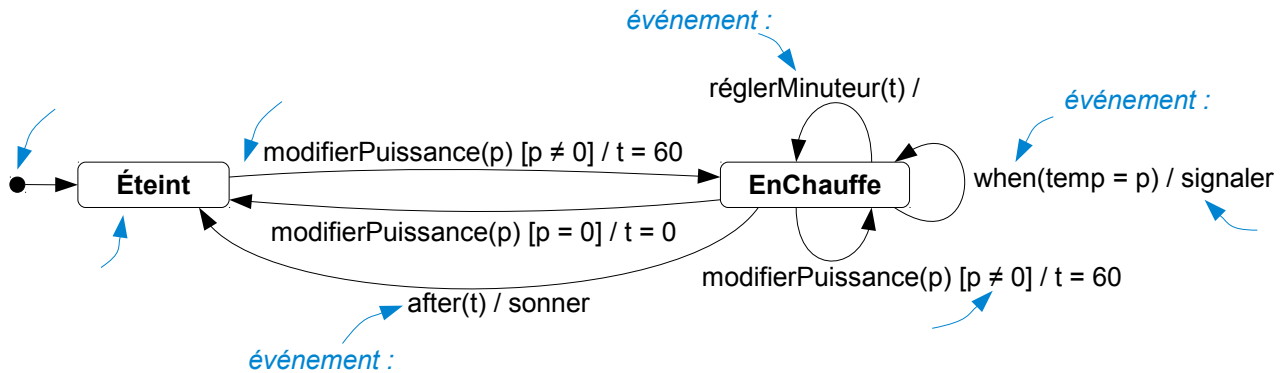 événement :
réglerMinuteur(t) /
événement :
modifierPuissance(p) [p ≠ 0] / t = 60
Éteint
EnChauffe
when(temp = p) / signaler
modifierPuissance(p) [p = 0] / t = 0
modifierPuissance(p) [p ≠ 0] / t = 60
after(t) / sonner
événement :